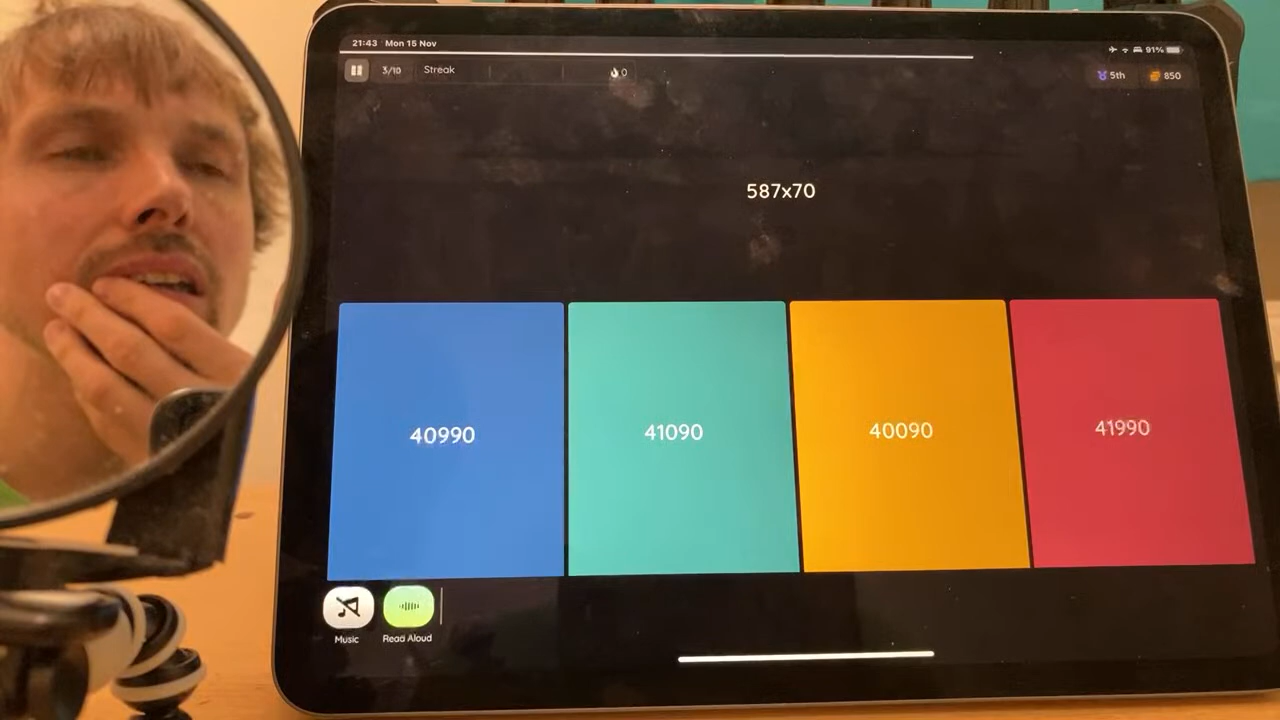 21:43 Mon 15 Nov
91%
3/10 Streak 0
5th 850
587x70
40990
41090
40090
41990
Music
Read Aloud